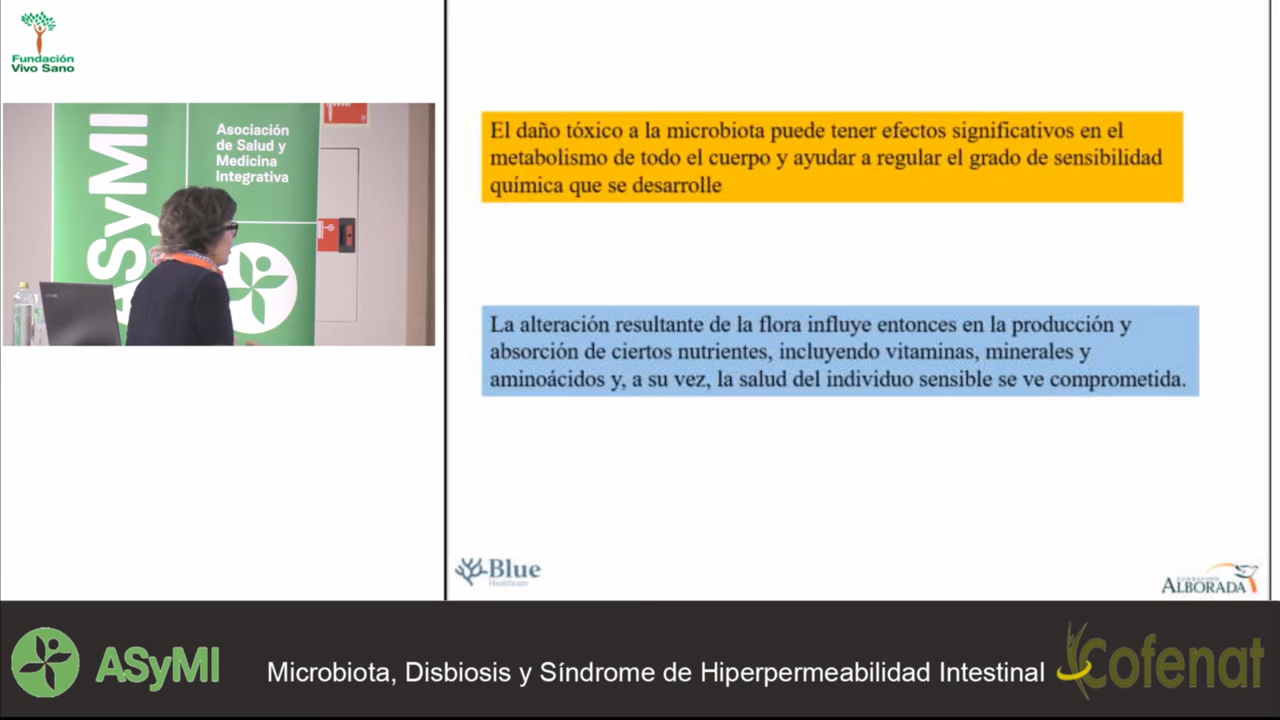 Fundación
Vivo Sano
ASyMI
Asociación
de Salud y
Medicina
Integrativa
El daño tóxico a la microbiota puede tener efectos significativos en el
metabolismo de todo el cuerpo y ayudar a regular el grado de sensibilidad
química que se desarrolle
La alteración resultante de la flora influye entonces en la producción y
absorción de ciertos nutrientes, incluyendo vitaminas, minerales y
aminoácidos y, a su vez, la salud del individuo sensible se ve comprometida.
Blue
Healthcare
FUNDACIÓN
ALBORADA
ASyMI
Microbiota, Disbiosis y Síndrome de Hiperpermeabilidad Intestinal
Cofenat